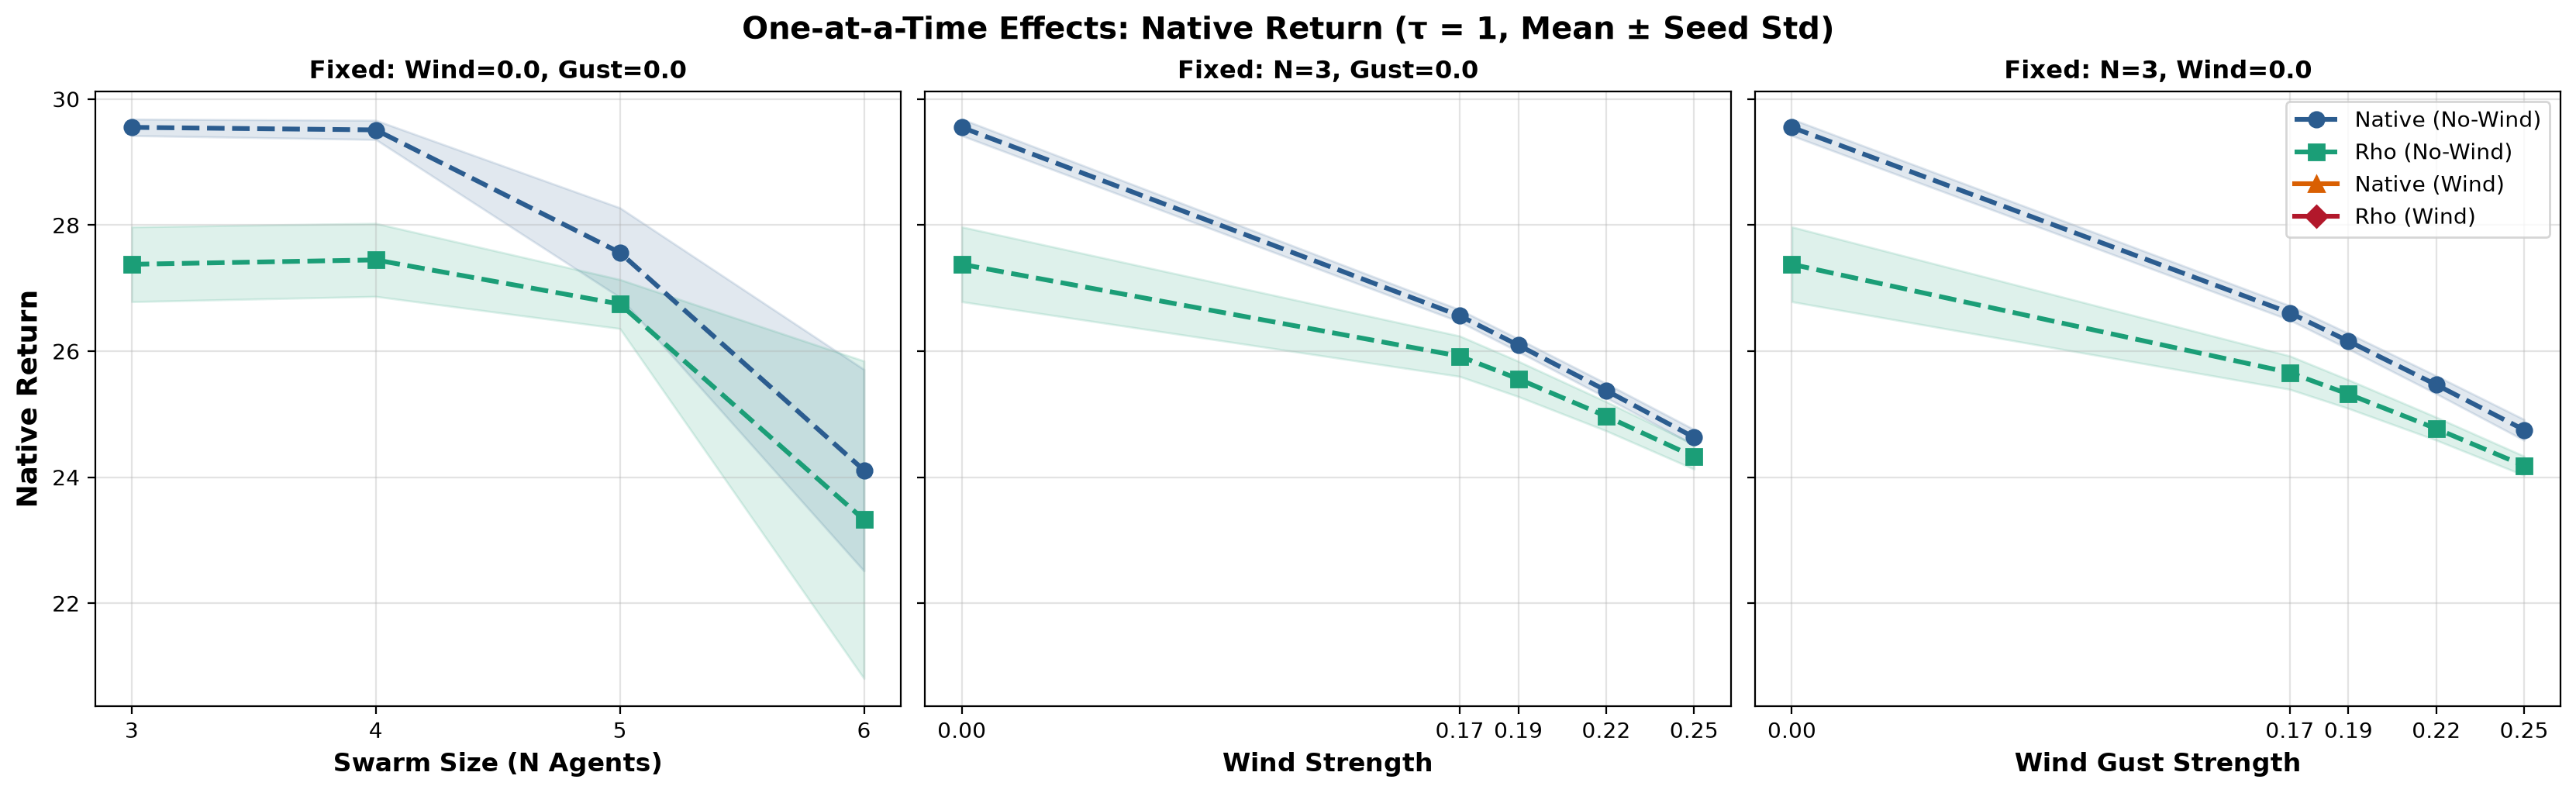 One-at-a-Time Effects: Native Return (τ = 1, Mean ± Seed Std)
Fixed: Wind=0.0, Gust=0.0
Fixed: N=3, Gust=0.0
Fixed: N=3, Wind=0.0
Native Return
30
28
26
24
22
Native (No-Wind)
Rho (No-Wind)
Native (Wind)
Rho (Wind)
3 4 5 6
0.00 0.17 0.19 0.22 0.25
0.00 0.17 0.19 0.22 0.25
Swarm Size (N Agents)
Wind Strength
Wind Gust Strength